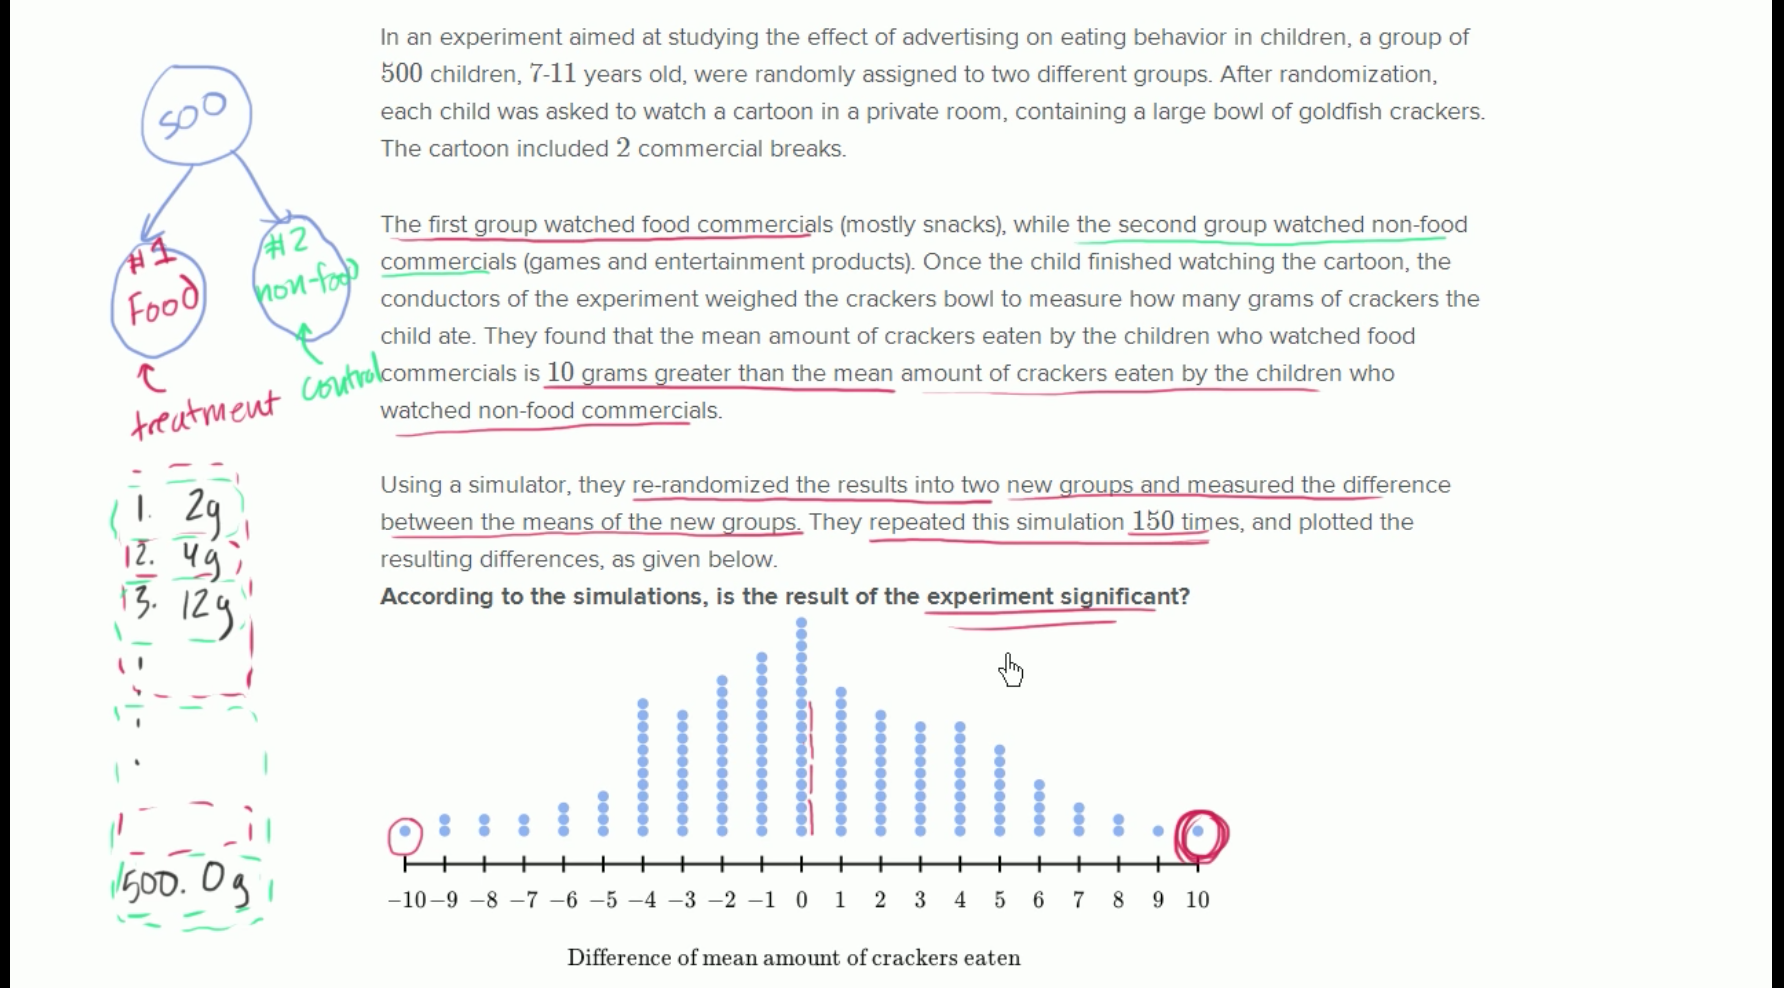 In an experiment aimed at studying the effect of advertising on eating behavior in children, a group of
500 children, 7-11 years old, were randomly assigned to two different groups. After randomization,
each child was asked to watch a cartoon in a private room, containing a large bowl of goldfish crackers.
The cartoon included 2 commercial breaks.
The first group watched food commercials (mostly snacks), while the second group watched non-food
commercials (games and entertainment products). Once the child finished watching the cartoon, the
conductors of the experiment weighed the crackers bowl to measure how many grams of crackers the
child ate. They found that the mean amount of crackers eaten by the children who watched food
commercials is 10 grams greater than the mean amount of crackers eaten by the children who
watched non-food commercials.
Using a simulator, they re-randomized the results into two new groups and measured the difference
between the means of the new groups. They repeated this simulation 150 times, and plotted the
resulting differences, as given below.
According to the simulations, is the result of the experiment significant?
500
#1
Food
#2
non-food
treatment
control
1. 2g
2. 4g
3. 12g
500. 0g
−10 −9 −8 −7 −6 −5 −4 −3 −2 −1 0 1 2 3 4 5 6 7 8 9 10
Difference of mean amount of crackers eaten